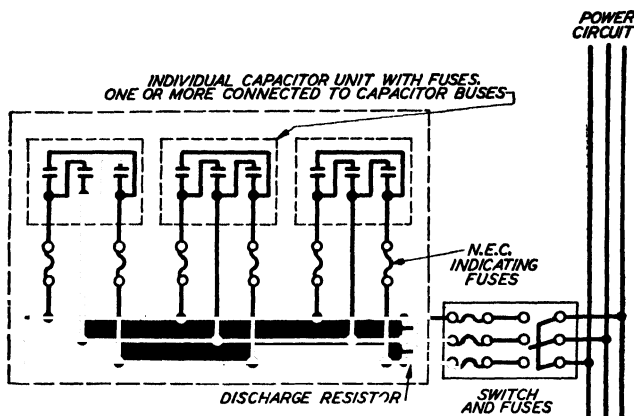 POWER
CIRCUIT
INDIVIDUAL CAPACITOR UNIT WITH FUSES.
ONE OR MORE CONNECTED TO CAPACITOR BUSES
N.E.C.
INDICATING
FUSES
DISCHARGE RESISTOR
SWITCH
AND FUSES